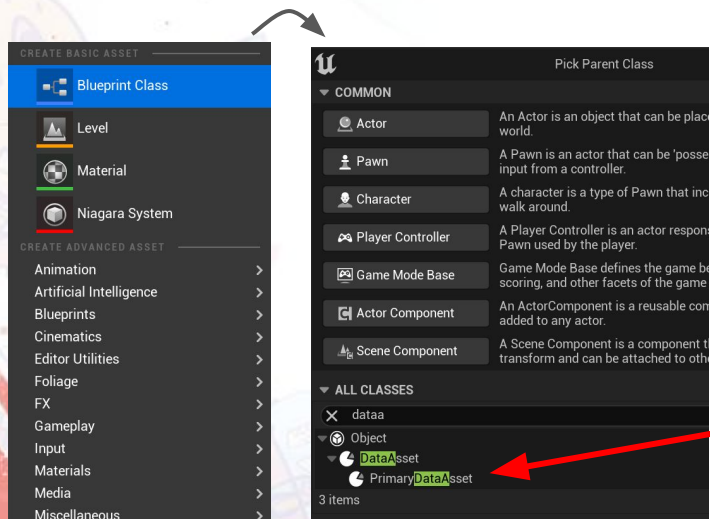 CREATE BASIC ASSET
Blueprint Class
Level
Material
Niagara System
CREATE ADVANCED ASSET
Animation
Artificial Intelligence
Blueprints
Cinematics
Editor Utilities
Foliage
FX
Gameplay
Input
Materials
Media
Miscellaneous
Pick Parent Class
COMMON
Actor
An Actor is an object that can be place
world.
Pawn
A Pawn is an actor that can be 'posse
input from a controller.
Character
A character is a type of Pawn that inc
walk around.
Player Controller
A Player Controller is an actor respons
Pawn used by the player.
Game Mode Base
Game Mode Base defines the game be
scoring, and other facets of the game
Actor Component
An ActorComponent is a reusable com
added to any actor.
Scene Component
A Scene Component is a component th
transform and can be attached to othe
ALL CLASSES
dataa
Object
DataAsset
PrimaryDataAsset
3 items